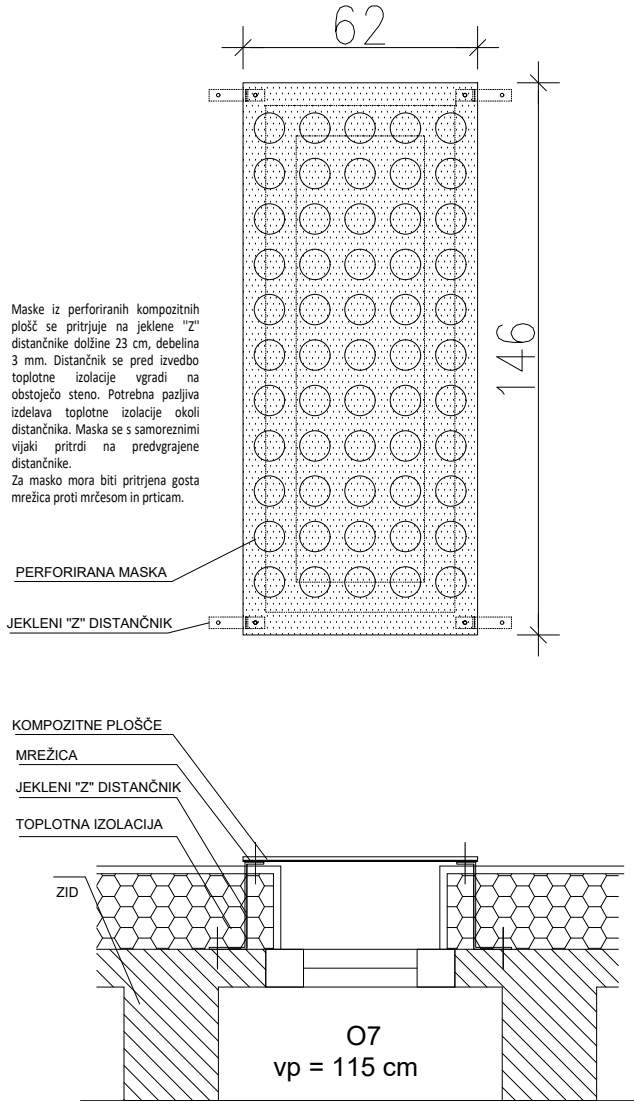 62
146
Maske iz perforiranih kompozitnih
plošč se pritrjuje na jeklene "Z"
distančnike dolžine 23 cm, debelina
3 mm. Distančnik se pred izvedbo
toplotne izolacije vgradi na
obstoječo steno. Potrebna pazljiva
izdelava toplotne izolacije okoli
distančnika. Maska se s samoreznimi
vijaki pritrdi na predvgrajene
distančnike.
Za masko mora biti pritrjena gosta
mrežica proti mrčesom in prticam.
PERFORIRANA MASKA
JEKLENI "Z" DISTANČNIK
KOMPOZITNE PLOŠČE
MREŽICA
JEKLENI "Z" DISTANČNIK
TOPLOTNA IZOLACIJA
ZID
O7
vp = 115 cm